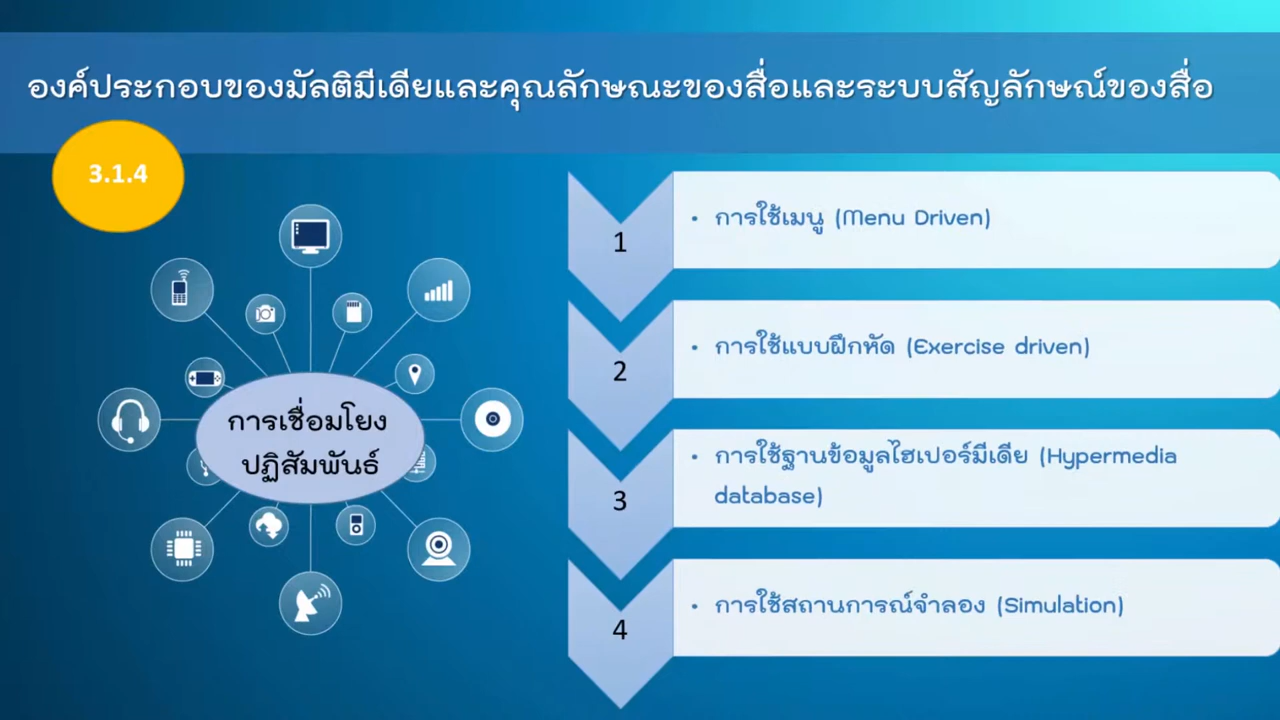 องค์ประกอบของมัลติมีเดียและคุณลักษณะของสื่อและระบบสัญลักษณ์ของสื่อ
3.1.4
การเชื่อมโยง
ปฏิสัมพันธ์
1
• การใช้เมนู (Menu Driven)
2
• การใช้แบบฝึกหัด (Exercise driven)
3
• การใช้ฐานข้อมูลไฮเปอร์มีเดีย (Hypermedia
database)
4
• การใช้สถานการณ์จำลอง (Simulation)